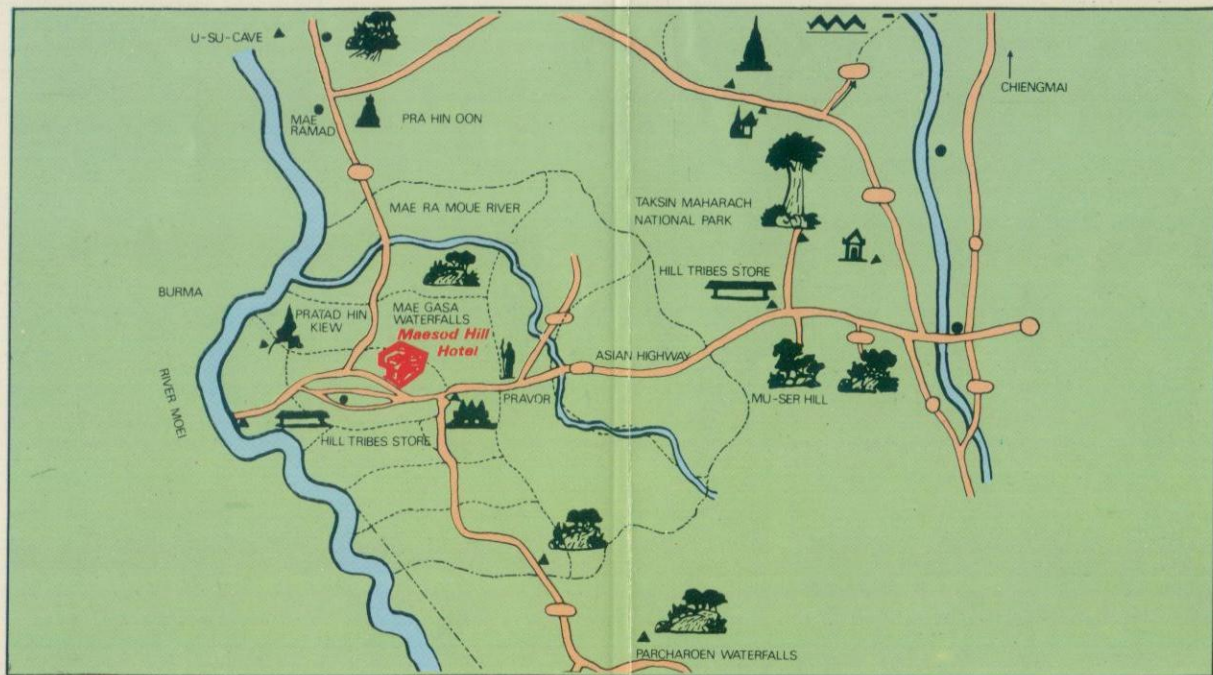 U-SU-CAVE
CHIENGMAI
MAE
RAMAD
PRA HIN OON
MAE RA MOUE RIVER
TAKSIN MAHARACH
NATIONAL PARK
HILL TRIBES STORE
BURMA
PRATAD HIN
KIEW
MAE GASA
WATERFALLS
Maesod Hill
Hotel
ASIAN HIGHWAY
RIVER MOEI
PRAVOR
MU-SER HILL
HILL TRIBES STORE
PARCHAROEN WATERFALLS